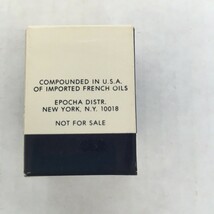 COMPOUNDED IN U.S.A.
OF IMPORTED FRENCH OILS
EPOCHA DISTR.
NEW YORK, N.Y. 10018
NOT FOR SALE